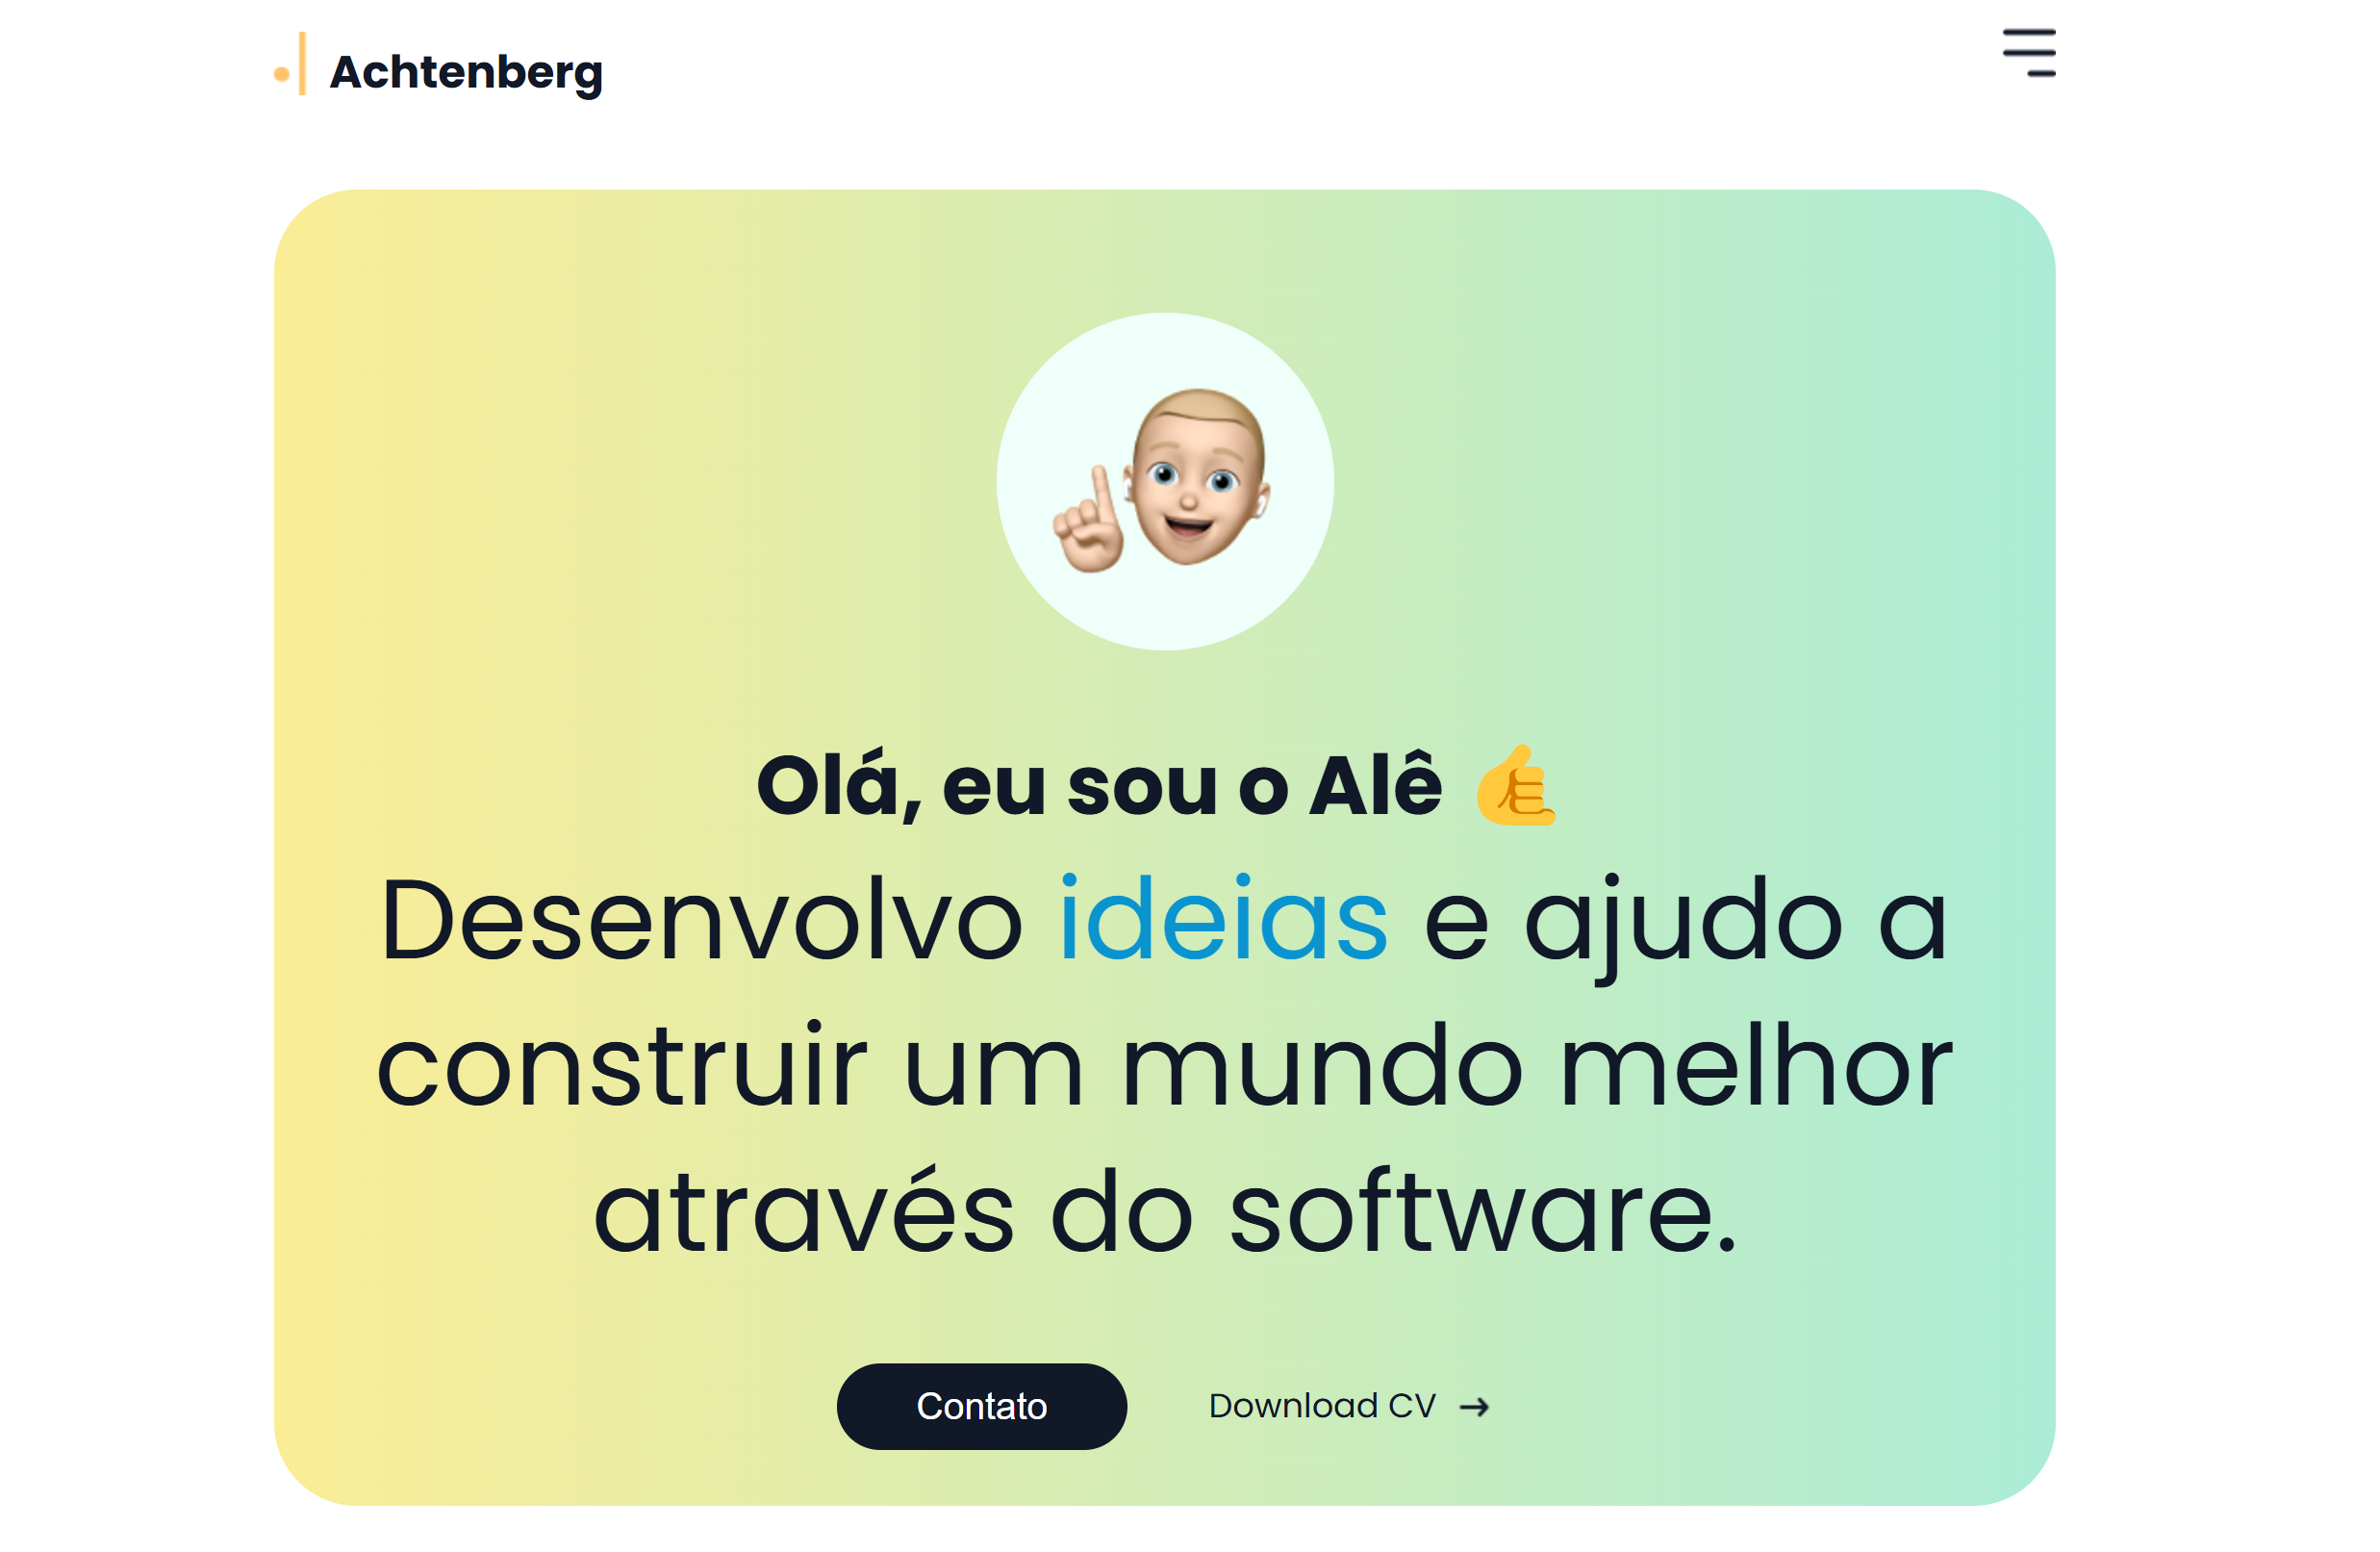 Achtenberg
Olá, eu sou o Alê 🤙
Desenvolvo ideias e ajudo a
construir um mundo melhor
através do software.
Contato
Download CV →